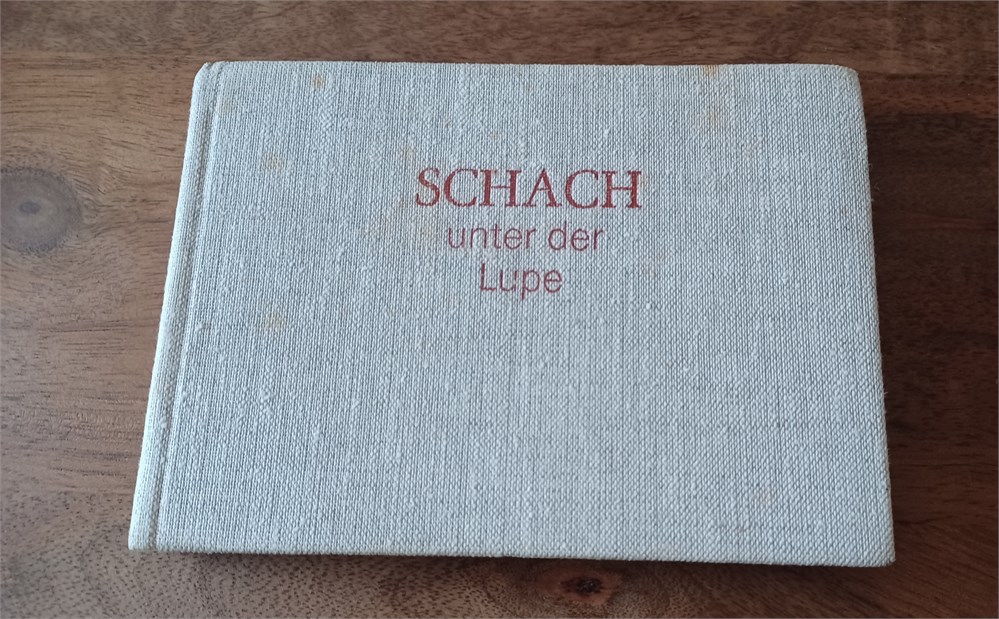 SCHACH
unter der
Lupe